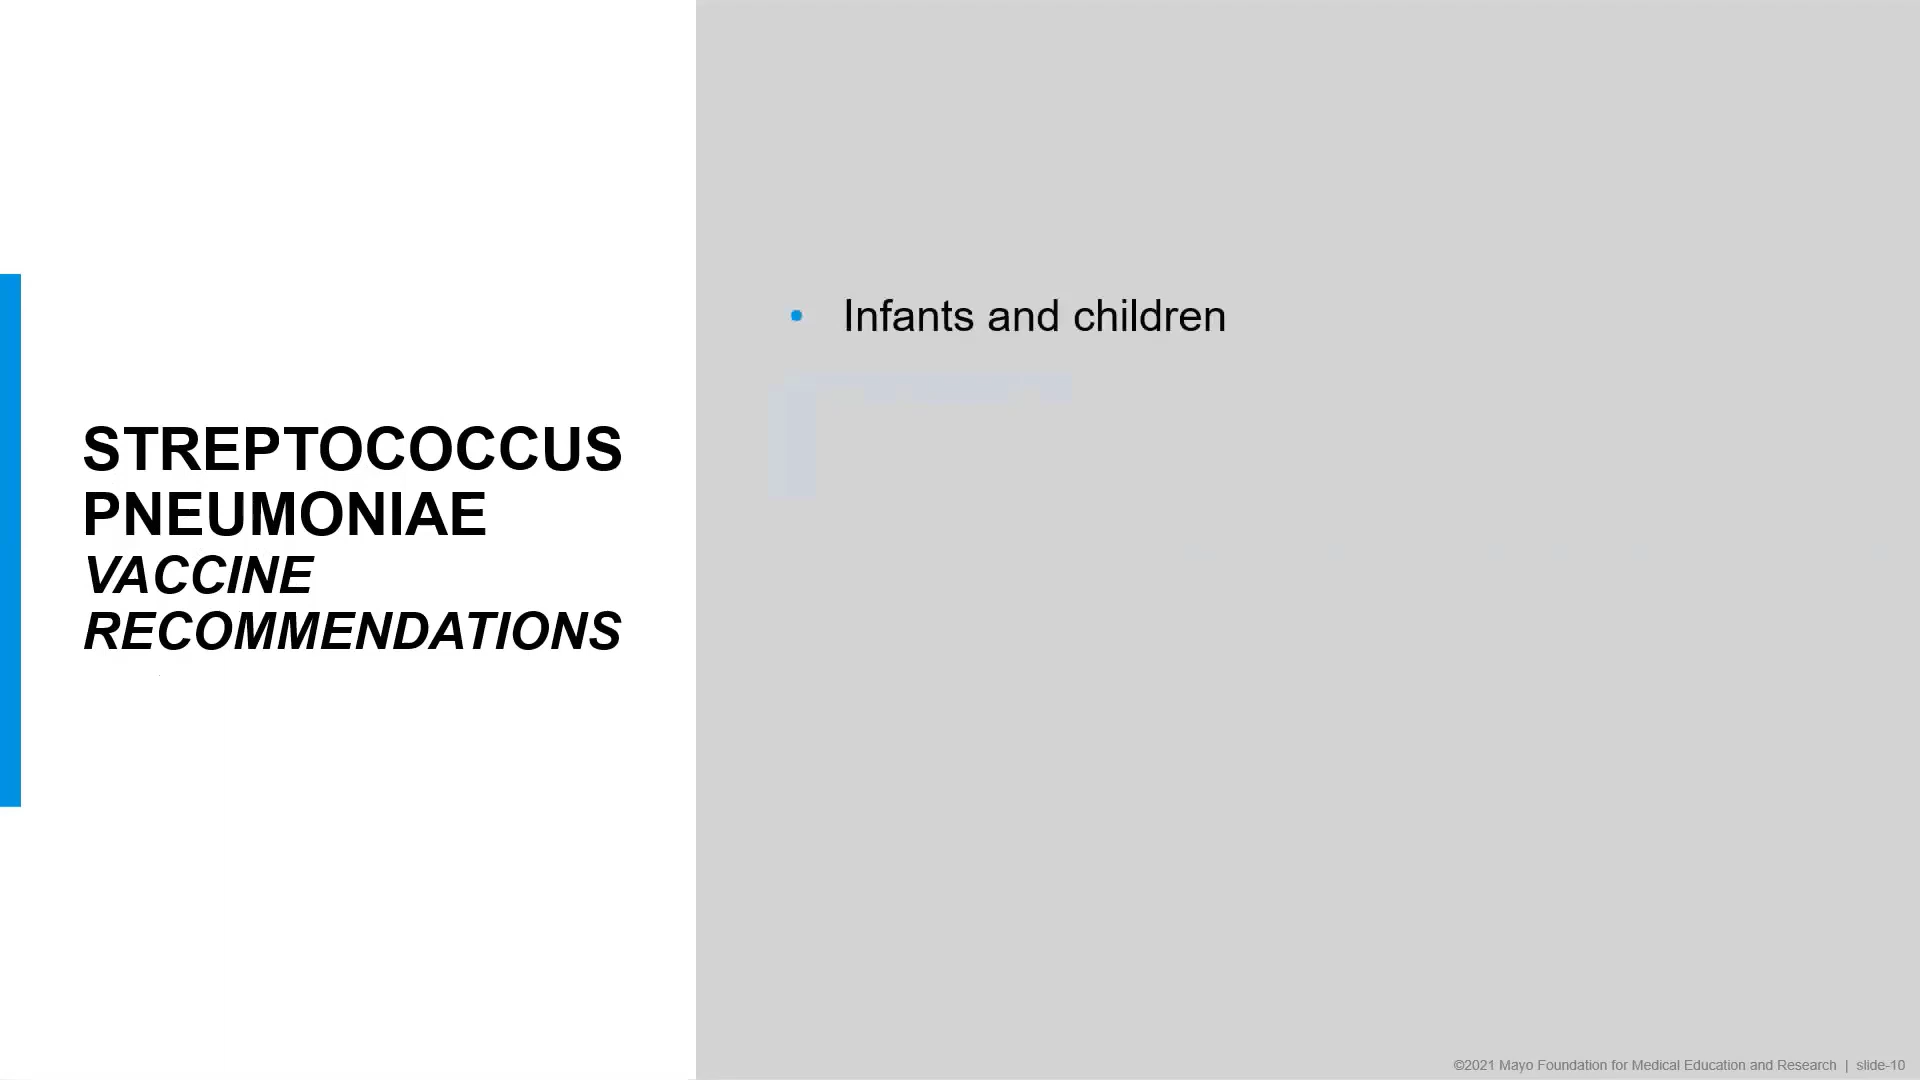 STREPTOCOCCUS
PNEUMONIAE
VACCINE
RECOMMENDATIONS
• Infants and children
©2021 Mayo Foundation for Medical Education and Research | slide-10